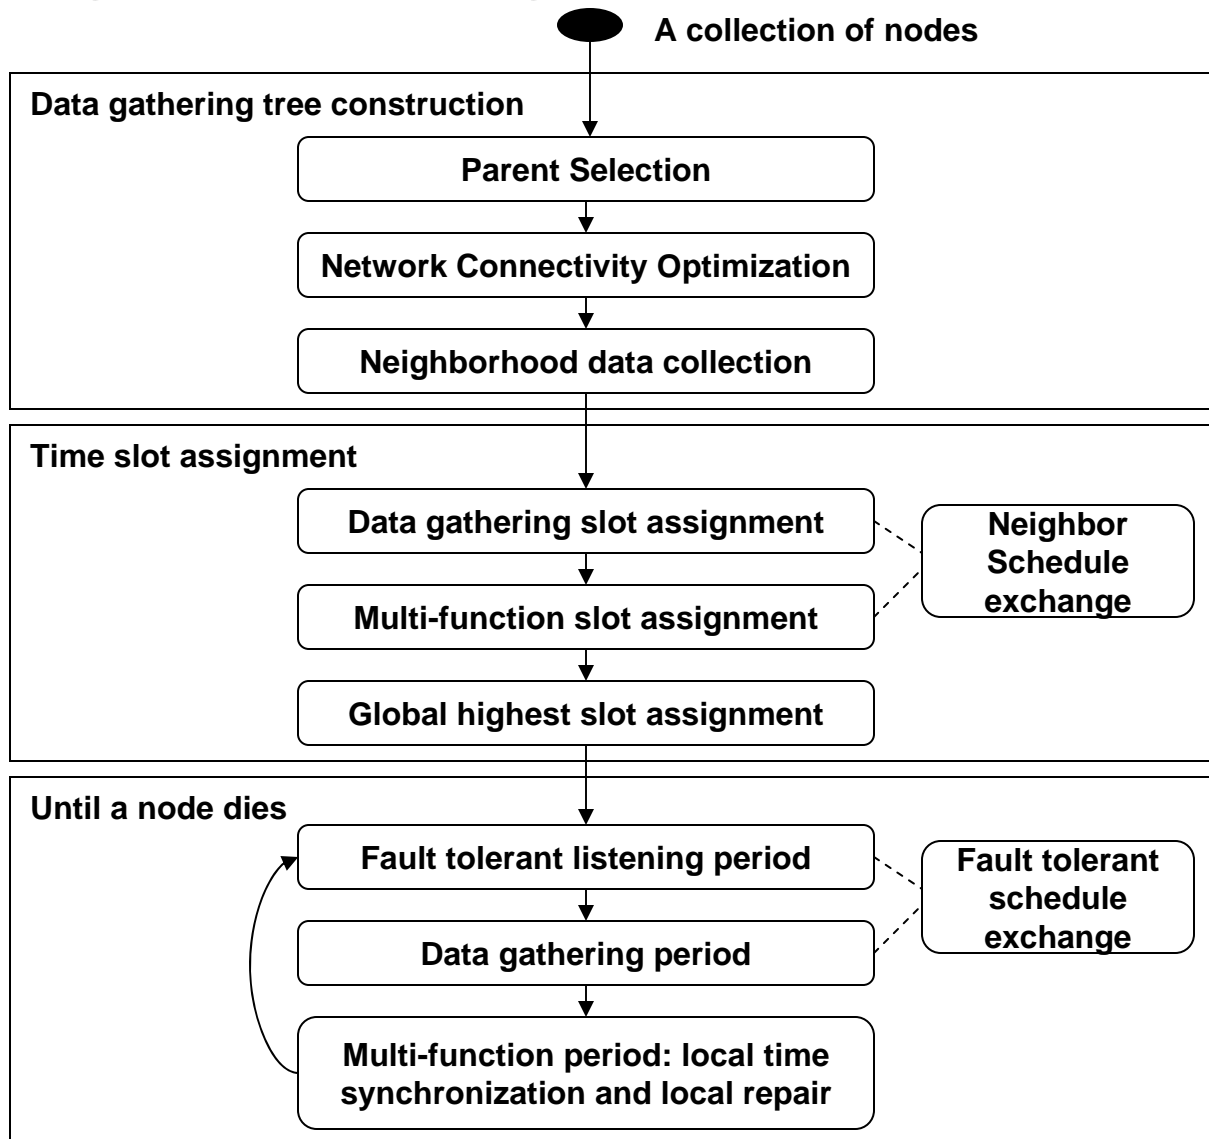 A collection of nodes
Data gathering tree construction
Parent Selection
Network Connectivity Optimization
Neighborhood data collection
Time slot assignment
Data gathering slot assignment
Neighbor
Schedule
exchange
Multi-function slot assignment
Global highest slot assignment
Until a node dies
Fault tolerant listening period
Fault tolerant
schedule
exchange
Data gathering period
Multi-function period: local time
synchronization and local repair